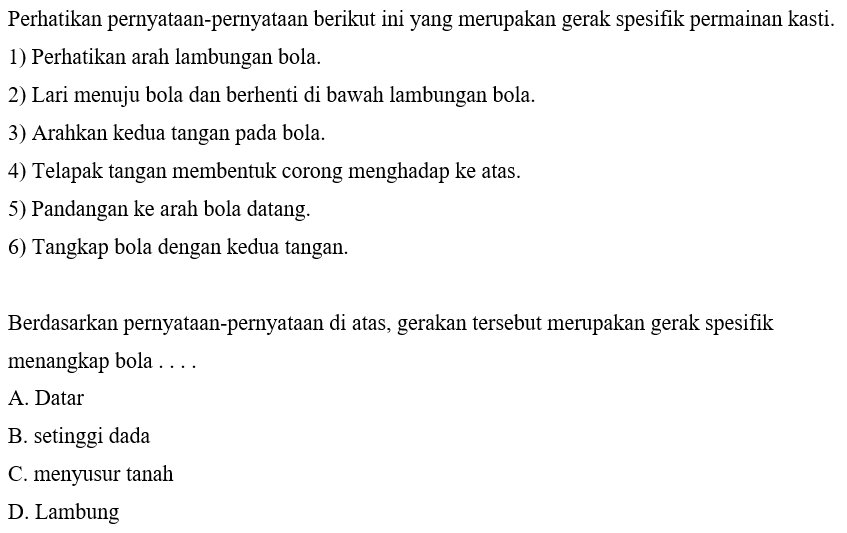 Perhatikan pernyataan-pernyataan berikut ini yang merupakan gerak spesifik permainan kasti.
1) Perhatikan arah lambungan bola.
2) Lari menuju bola dan berhenti di bawah lambungan bola.
3) Arahkan kedua tangan pada bola.
4) Telapak tangan membentuk corong menghadap ke atas.
5) Pandangan ke arah bola datang.
6) Tangkap bola dengan kedua tangan.
Berdasarkan pernyataan-pernyataan di atas, gerakan tersebut merupakan gerak spesifik
menangkap bola . . . .
A. Datar
B. setinggi dada
C. menyusur tanah
D. Lambung